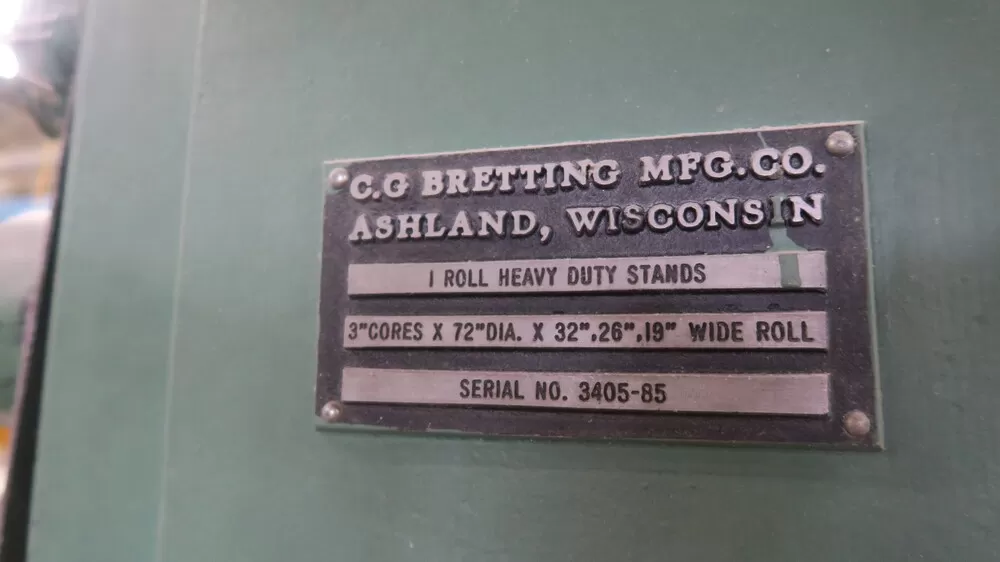 C.G BRETTING MFG.CO.
ASHLAND, WISCONSIN
1 ROLL HEAVY DUTY STANDS
3"CORES X 72"DIA. X 32",26",19" WIDE ROLL
SERIAL NO. 3405-85